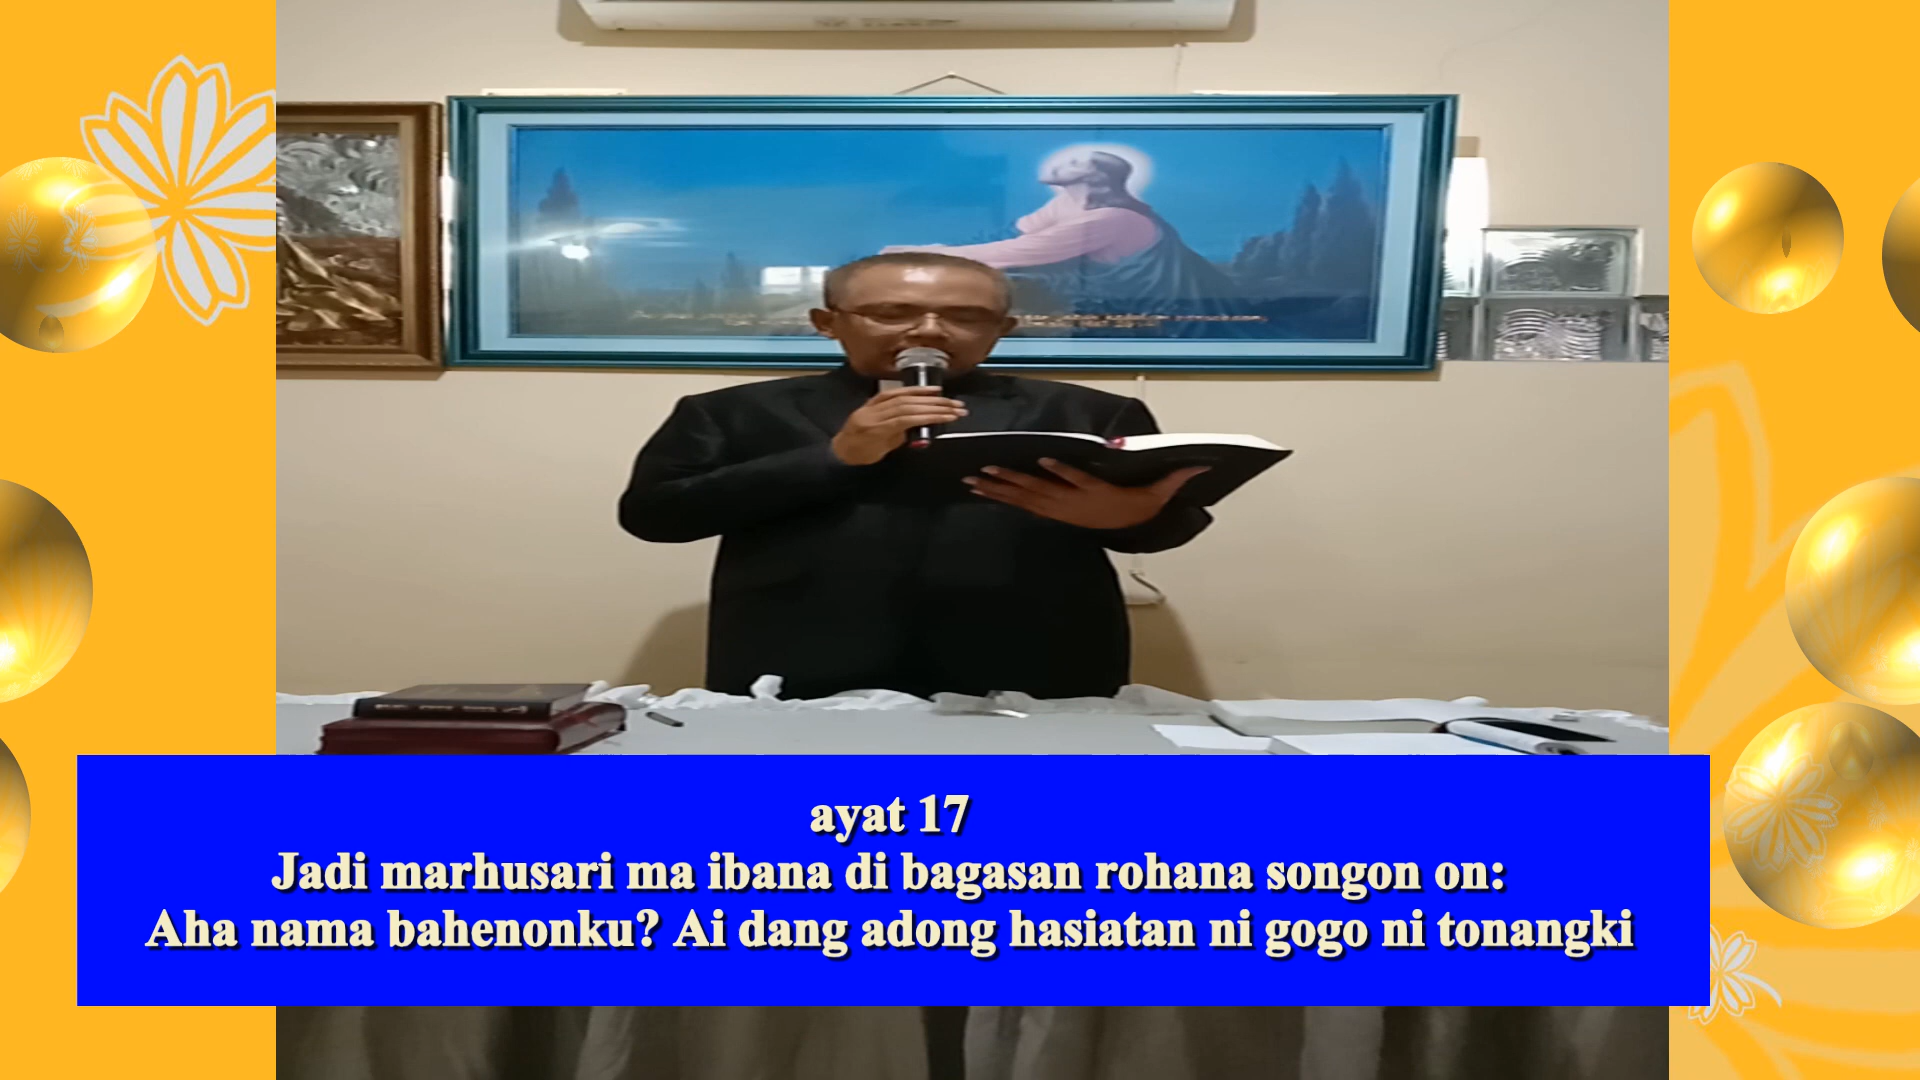 ayat 17
Jadi marhusari ma ibana di bagasan rohana songon on:
Aha nama bahenonku? Ai dang adong hasiatan ni gogo ni tonangki